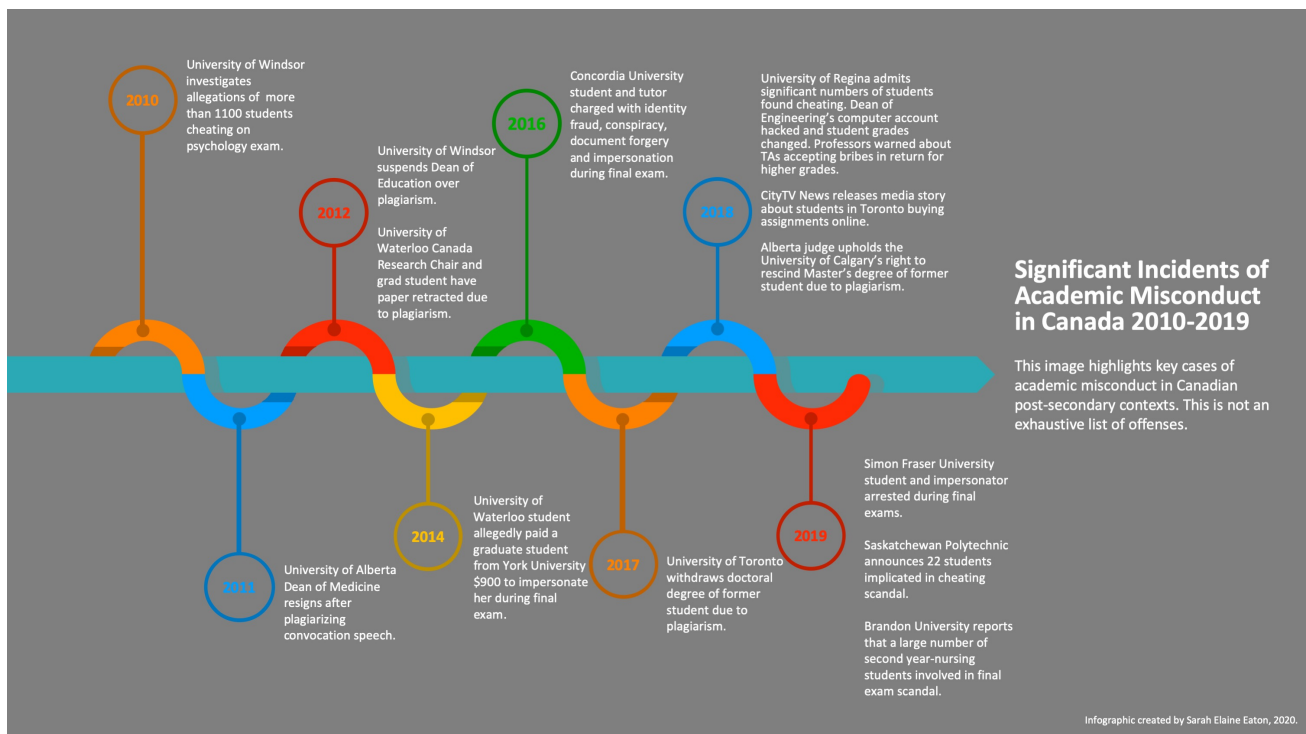 2010
University of Windsor
investigates
allegations of  more
than 1100 students
cheating on
psychology exam.
2011
University of Alberta
Dean of Medicine
resigns after
plagiarizing
convocation speech.
2012
University of Windsor
suspends Dean of
Education over
plagiarism.
University of
Waterloo Canada
Research Chair and
grad student have
paper retracted due
to plagiarism.
2014
University of
Waterloo student
allegedly paid a
graduate student
from York University
$900 to impersonate
her during final
exam.
2016
Concordia University
student and tutor
charged with identity
fraud, conspiracy,
document forgery
and impersonation
during final exam.
2017
University of Toronto
withdraws doctoral
degree of former
student due to
plagiarism.
2018
University of Regina admits
significant numbers of students
found cheating. Dean of
Engineering’s computer account
hacked and student grades
changed. Professors warned about
TAs accepting bribes in return for
higher grades.
CityTV News releases media story
about students in Toronto buying
assignments online.
Alberta judge upholds the
University of Calgary’s right to
rescind Master’s degree of former
student due to plagiarism.
2019
Simon Fraser University
student and impersonator
arrested during final
exams.
Saskatchewan Polytechnic
announces 22 students
implicated in cheating
scandal.
Brandon University reports
that a large number of
second year-nursing
students involved in final
exam scandal.
Significant Incidents of
Academic Misconduct
in Canada 2010-2019
This image highlights key cases of
academic misconduct in Canadian
post-secondary contexts. This is not an
exhaustive list of offenses.
Infographic created by Sarah Elaine Eaton, 2020.